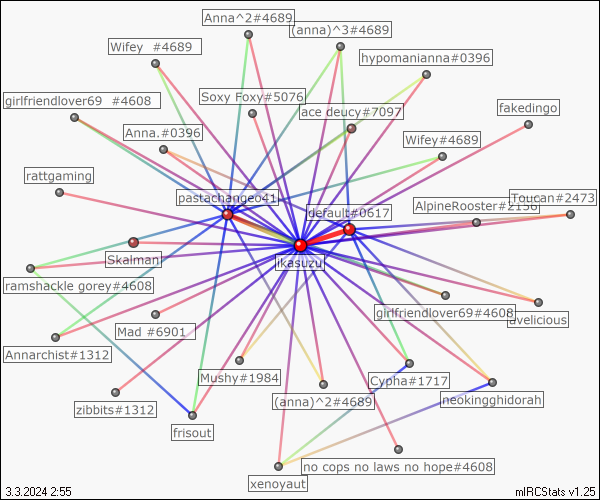 Anna^2#4689
(anna)^3#4689
Wifey  #4689
hypomanianna#0396
girlfriendlover69  #4608
Soxy Foxy#5076
ace deucy#7097
fakedingo
Anna.#0396
Wifey#4689
rattgaming
pastachangeo41
Toucan#2473
AlpineRooster#2156
default#0617
Skalman
ikasuzu
ramshackle gorey#4608
girlfriendlover69#4608
Mad #6901
Annarchist#1312
Mushy#1984
Cypha#1717
zibbits#1312
(anna)^2#4689
neokingghidorah
frisout
no cops no laws no hope#4608
xenoyaut
3.3.2024 2:55
mIRCStats v1.25